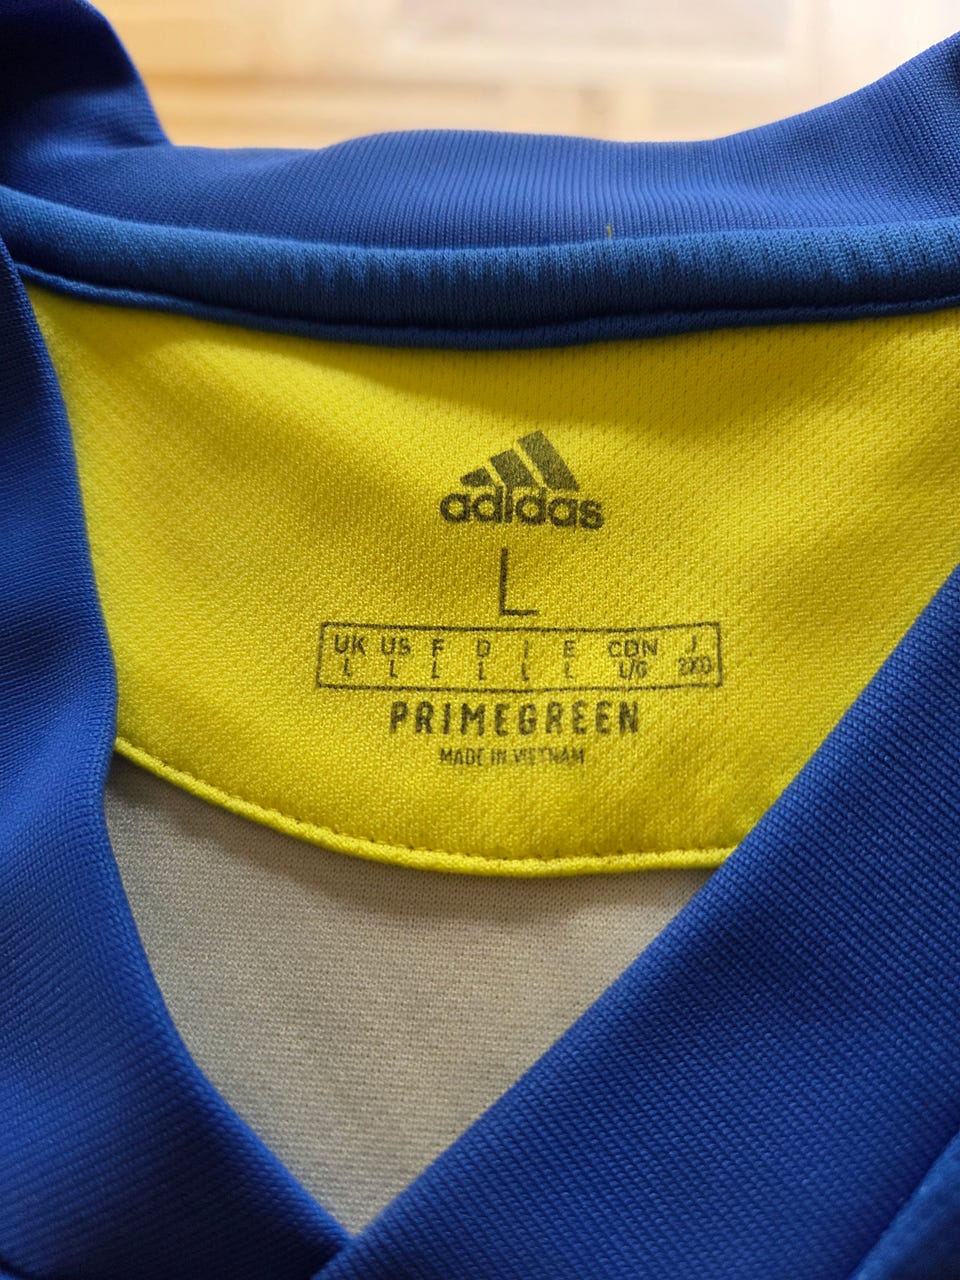 adidas
L
UK US F D I E CDN J
L L L L L L L/G 2XO
PRIMEGREEN
MADE IN VIETNAM